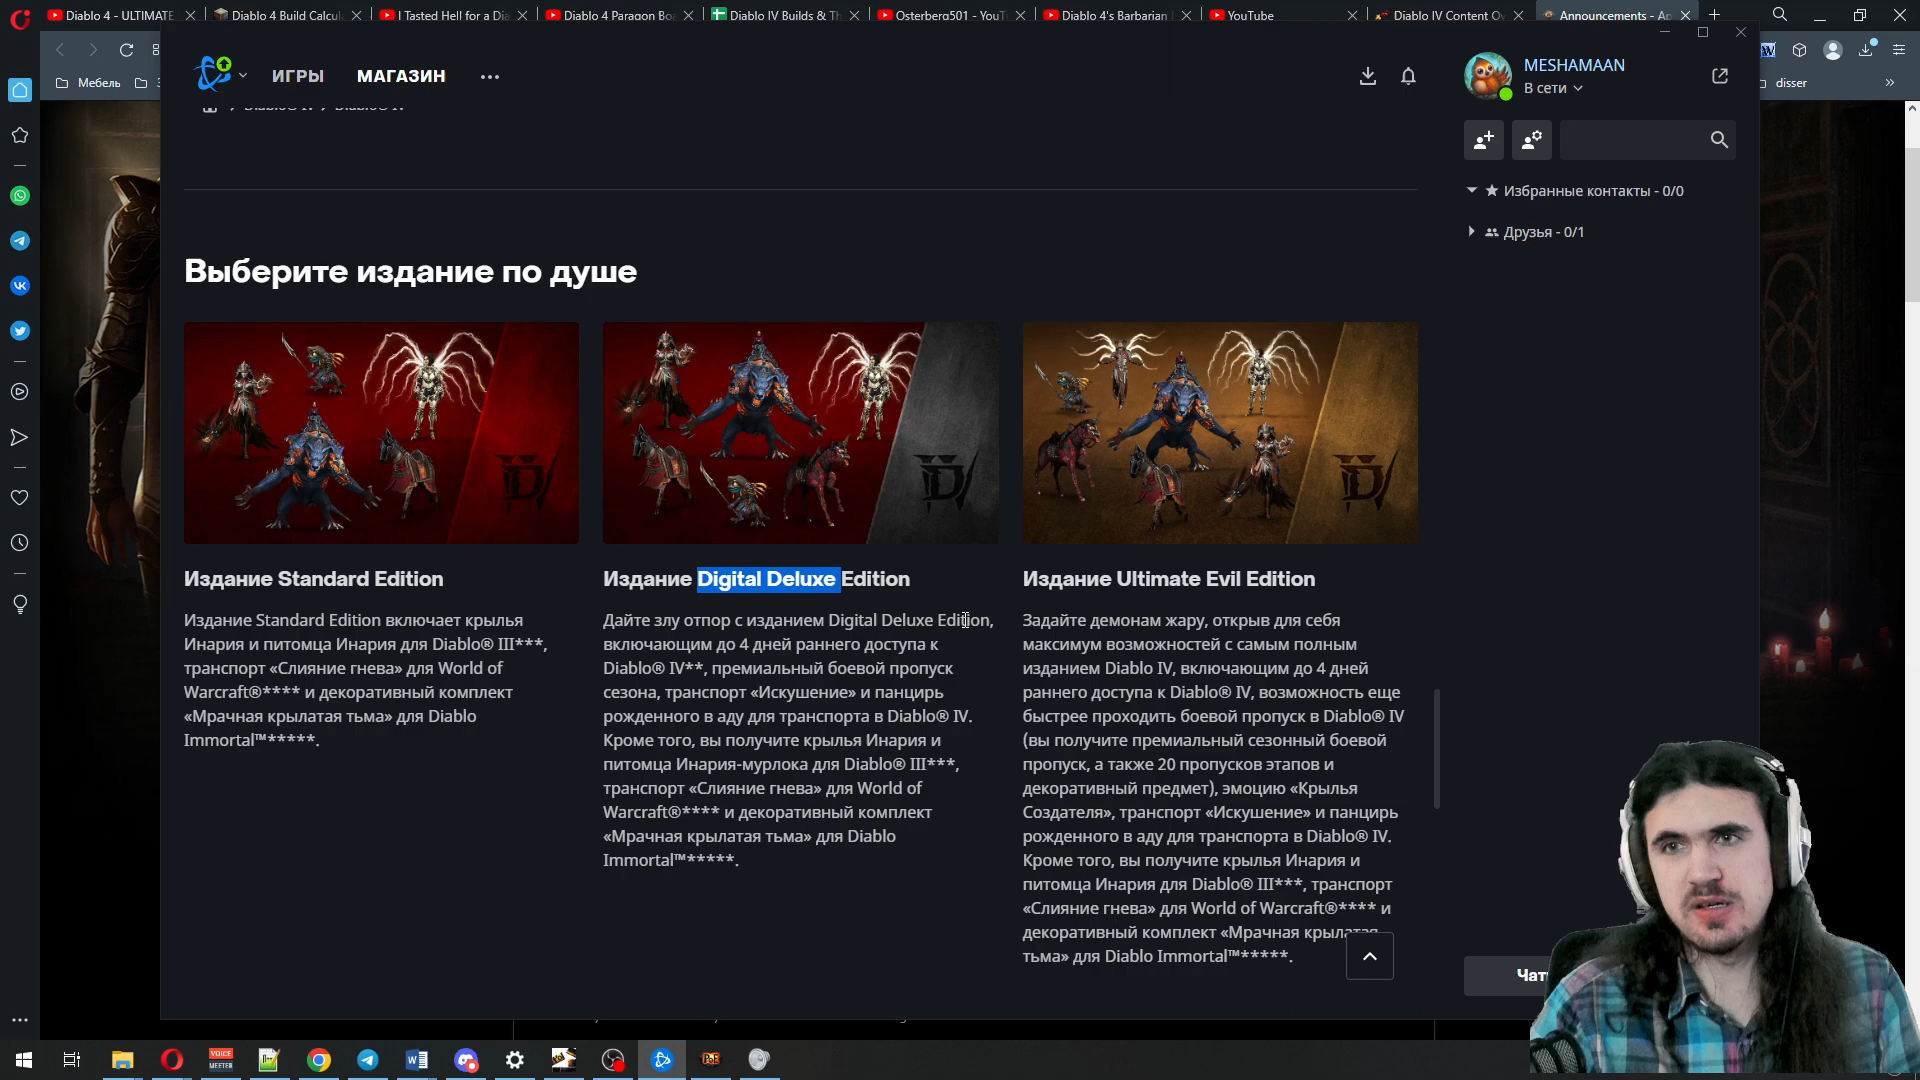 Diablo 4 - ULTIMATE
Diablo 4 Build Calcul
I Tasted Hell for a Dia
Diablo 4 Paragon Bo
Diablo IV Builds & Th
Osterberg501 - YouT
Diablo 4's Barbarian
YouTube
Diablo IV Content Ov
Announcements - Ap
Мебель
disser
ИГРЫ
МАГАЗИН
MESHAMAAN
В сети
Избранные контакты - 0/0
Друзья - 0/1
Выберите издание по душе
Издание Standard Edition
Издание Standard Edition включает крылья
Инария и питомца Инария для Diablo® III***,
транспорт «Слияние гнева» для World of
Warcraft®**** и декоративный комплект
«Мрачная крылатая тьма» для Diablo
Immortal™*****.
Издание Digital Deluxe Edition
Дайте злу отпор с изданием Digital Deluxe Edition,
включающим до 4 дней раннего доступа к
Diablo® IV**, премиальный боевой пропуск
сезона, транспорт «Искушение» и панцирь
рожденного в аду для транспорта в Diablo® IV.
Кроме того, вы получите крылья Инария и
питомца Инария-мурлока для Diablo® III***,
транспорт «Слияние гнева» для World of
Warcraft®**** и декоративный комплект
«Мрачная крылатая тьма» для Diablo
Immortal™*****.
Издание Ultimate Evil Edition
Задайте демонам жару, открыв для себя
максимум возможностей с самым полным
изданием Diablo IV, включающим до 4 дней
раннего доступа к Diablo® IV, возможность еще
быстрее проходить боевой пропуск в Diablo® IV
(вы получите премиальный сезонный боевой
пропуск, а также 20 пропусков этапов и
декоративный предмет), эмоцию «Крылья
Создателя», транспорт «Искушение» и панцирь
рожденного в аду для транспорта в Diablo® IV.
Кроме того, вы получите крылья Инария и
питомца Инария для Diablo® III***, транспорт
«Слияние гнева» для World of Warcraft®**** и
декоративный комплект «Мрачная крылатая
тьма» для Diablo Immortal™*****.
Чат
VOICE
MEETER